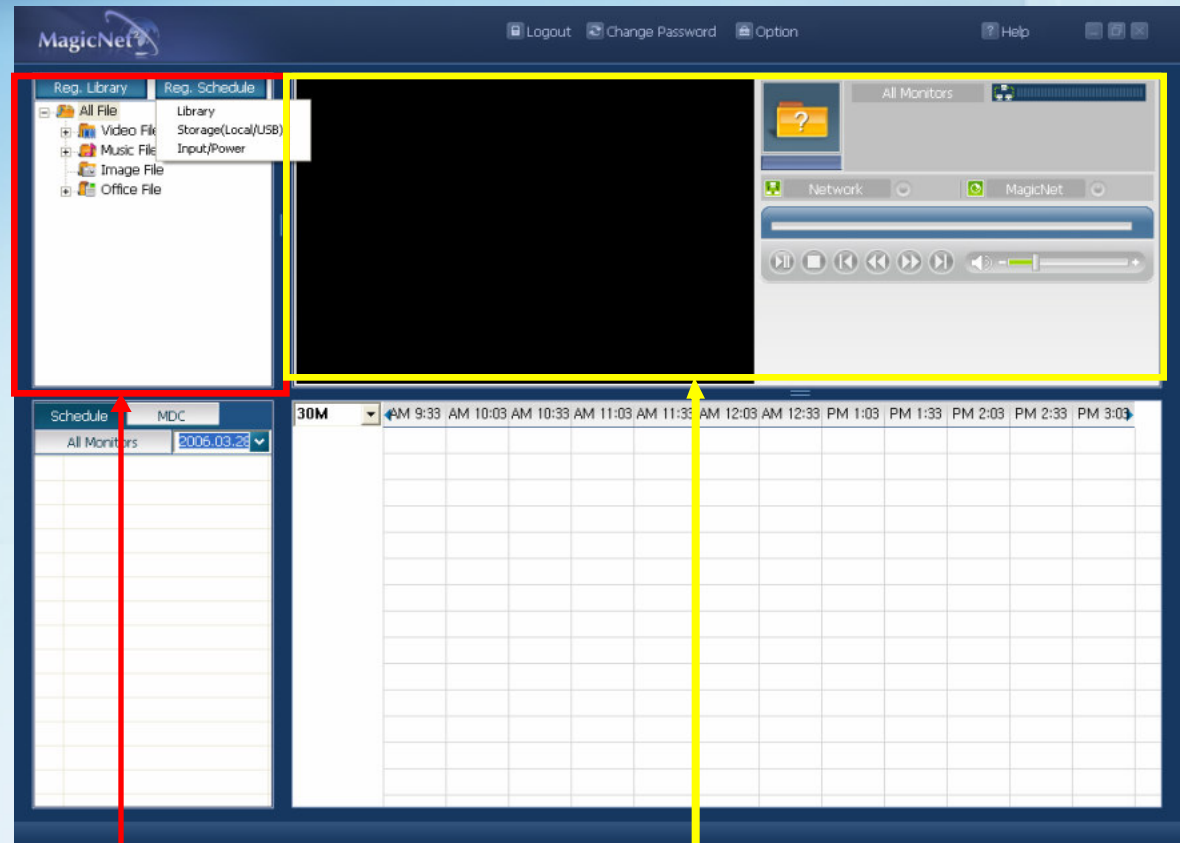 MagicNet
Logout Change Password Option Help
Reg. Library Reg. Schedule
All File
Video File
Music File
Image File
Office File
Library
Storage(Local/USB)
Input/Power
All Monitors
Network MagicNet
Schedule MDC
All Monitors 2006.03.28
30M AM 9:33 AM 10:03 AM 10:33 AM 11:03 AM 11:33 AM 12:03 AM 12:33 PM 1:03 PM 1:33 PM 2:03 PM 2:33 PM 3:03